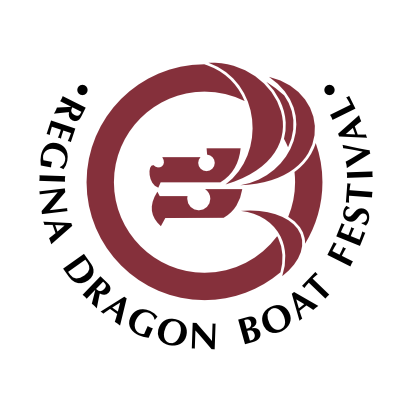 •REGINA DRAGON BOAT FESTIVAL•